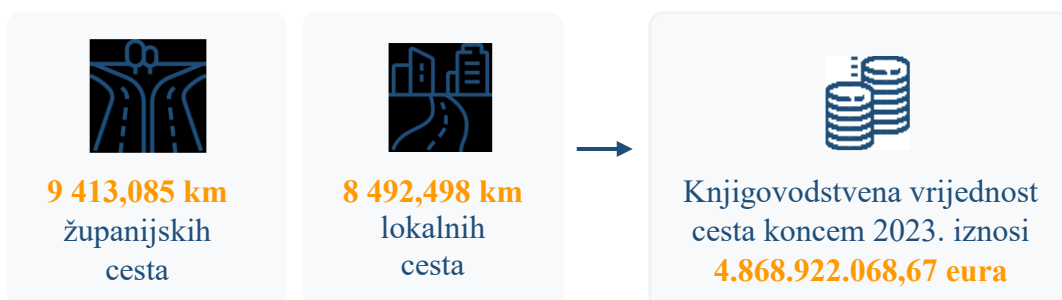 9 413,085 km
županijskih
cesta
8 492,498 km
lokalnih
cesta
Knjigovodstvena vrijednost
cesta koncem 2023. iznosi
4.868.922.068,67 eura